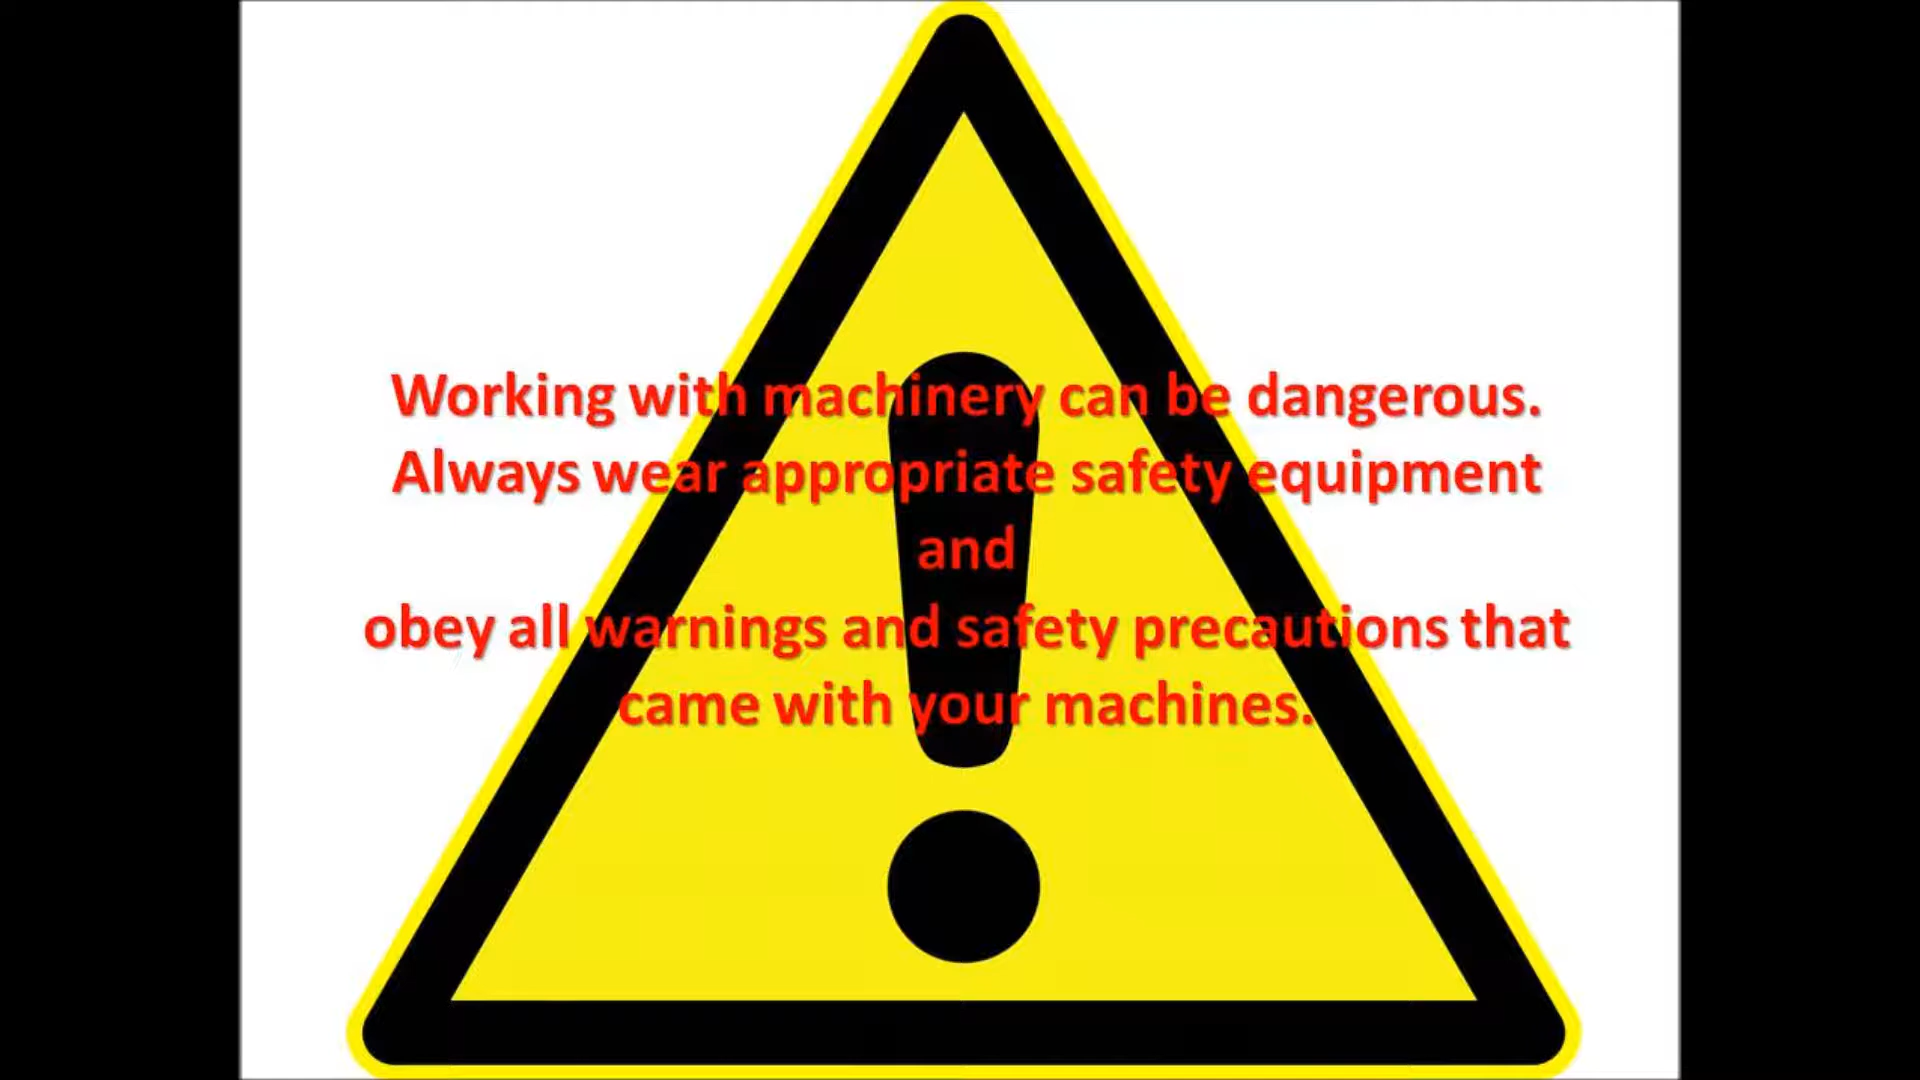 Working with machinery can be dangerous.
Always wear appropriate safety equipment
and
obey all warnings and safety precautions that
came with your machines.